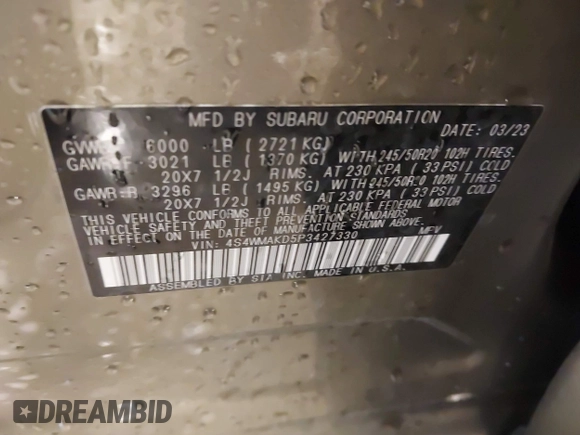 MFD BY SUBARU CORPORATION
DATE: 03/23
GVWR 6000 LB ( 2721 KG)
GAWR-F 3021 LB ( 1370 KG) WITH 245/50R20 102H TIRES.
20X7 1/2J RIMS. AT 230 KPA ( 33 PSI) COLD
GAWR-R 3296 LB ( 1495 KG) WITH 245/50R20 102H TIRES.
20X7 1/2J RIMS. AT 230 KPA ( 33 PSI) COLD
THIS VEHICLE CONFORMS TO ALL APPLICABLE FEDERAL MOTOR
VEHICLE SAFETY AND BUMPER STANDARDS
IN EFFECT ON THE DATE OF MANUFACTURE SHOWN ABOVE.
VIN: 4S4WMAKD5P3427330 MPV
ASSEMBLED BY SIA INC. MADE IN U.S.A.
DREAMBID